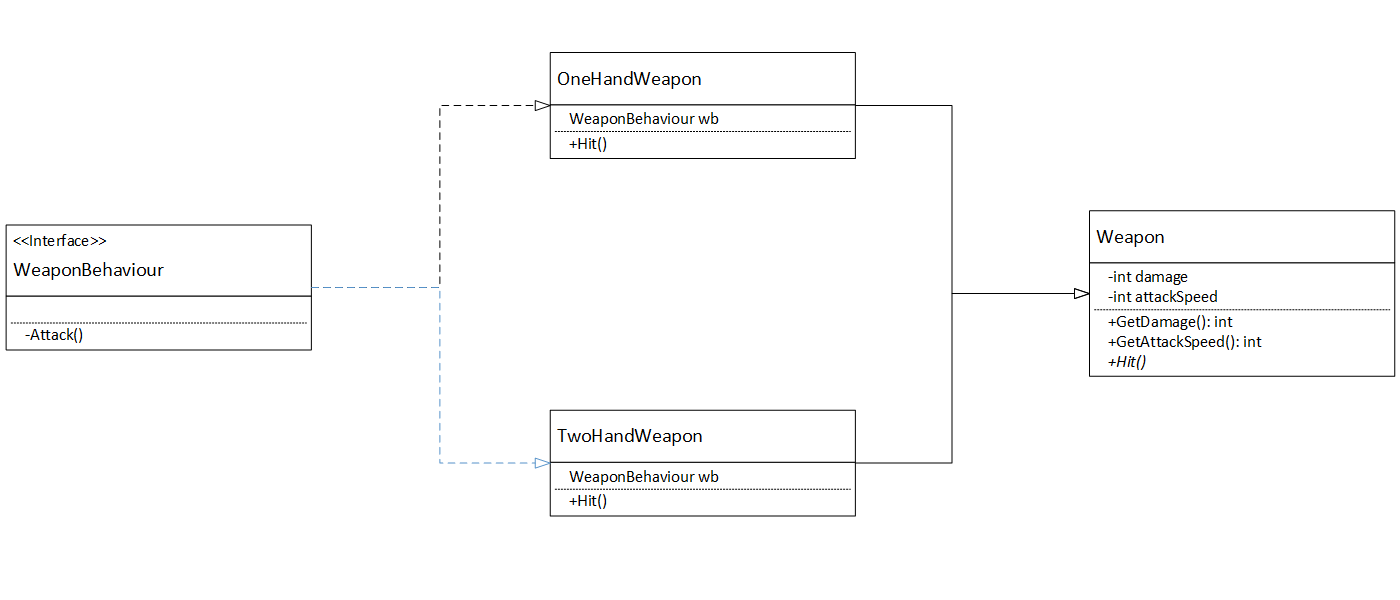 OneHandWeapon
WeaponBehaviour wb
+Hit()
<<Interface>>
WeaponBehaviour
-Attack()
Weapon
-int damage
-int attackSpeed
+GetDamage(): int
+GetAttackSpeed(): int
+Hit()
TwoHandWeapon
WeaponBehaviour wb
+Hit()